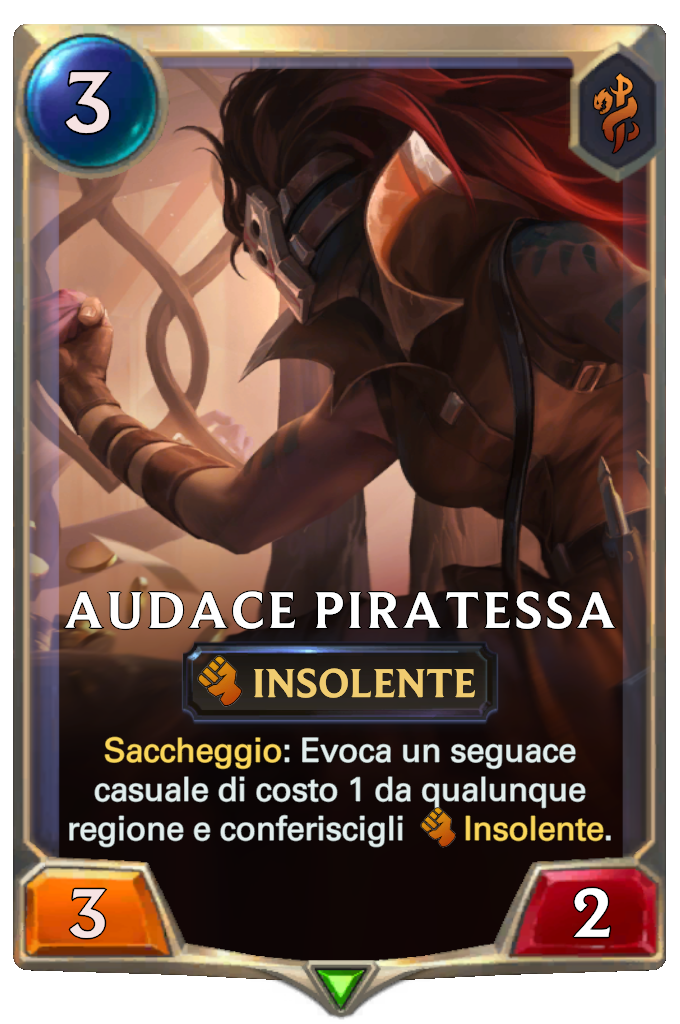 3
AUDACE PIRATESSA
INSOLENTE
Saccheggio: Evoca un seguace
casuale di costo 1 da qualunque
regione e conferiscigli Insolente.
3
2